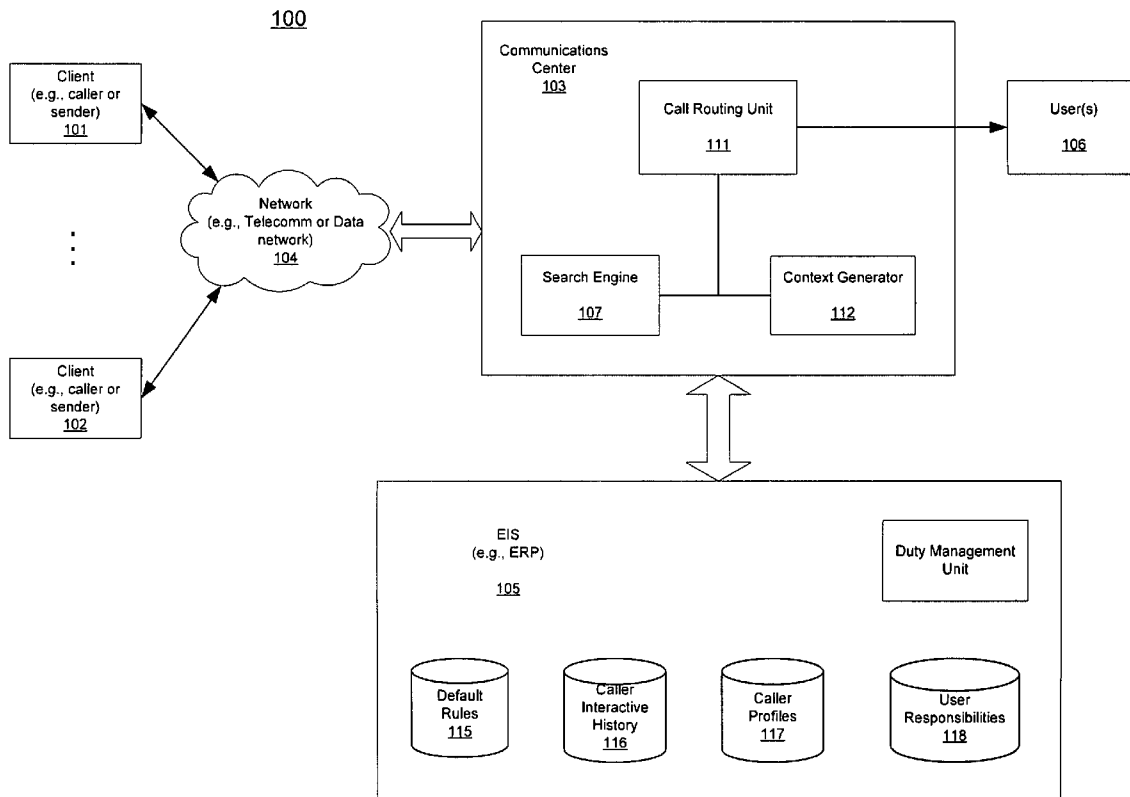 100
Client
(e.g., caller or
sender)
101
Network
(e.g., Telecomm or Data
network)
104
Client
(e.g., caller or
sender)
102
Communications
Center
103
Call Routing Unit
111
User(s)
106
Search Engine
107
Context Generator
112
EIS
(e.g., ERP)
105
Duty Management
Unit
Default
Rules
115
Caller
Interactive
History
116
Caller
Profiles
117
User
Responsibilities
118